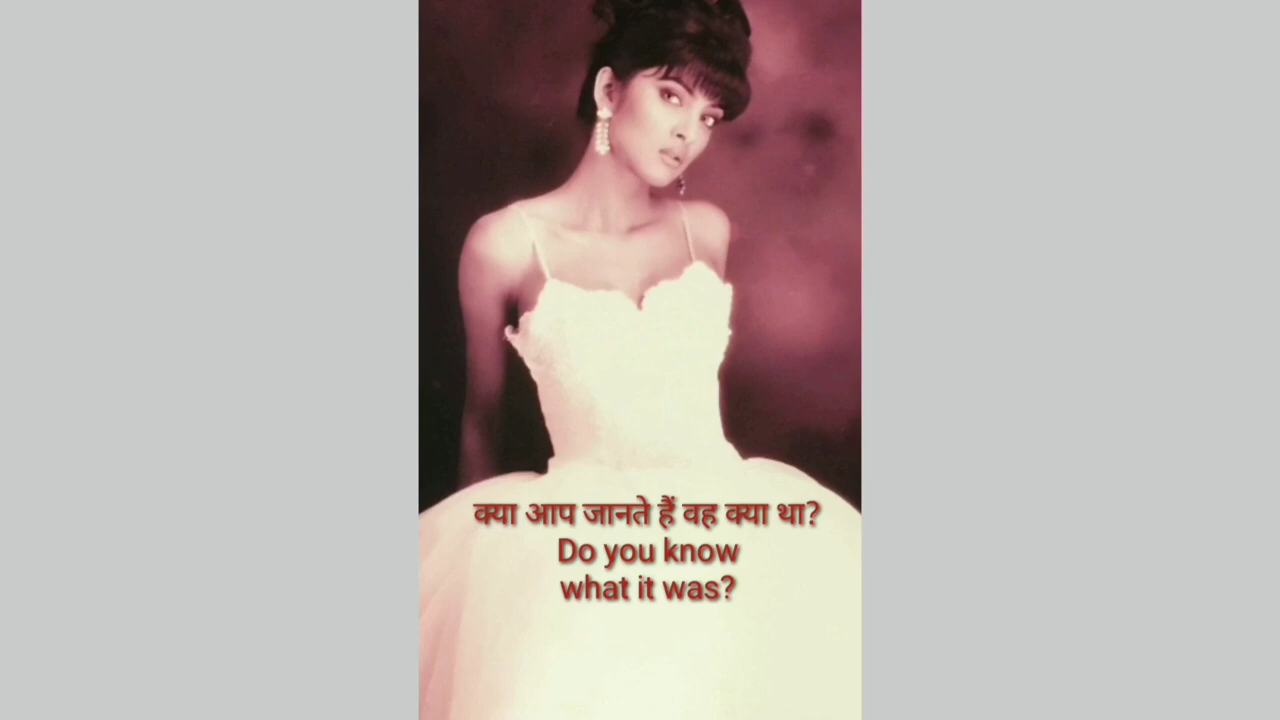 क्या आप जानते हैं वह क्या था?
Do you know
what it was?